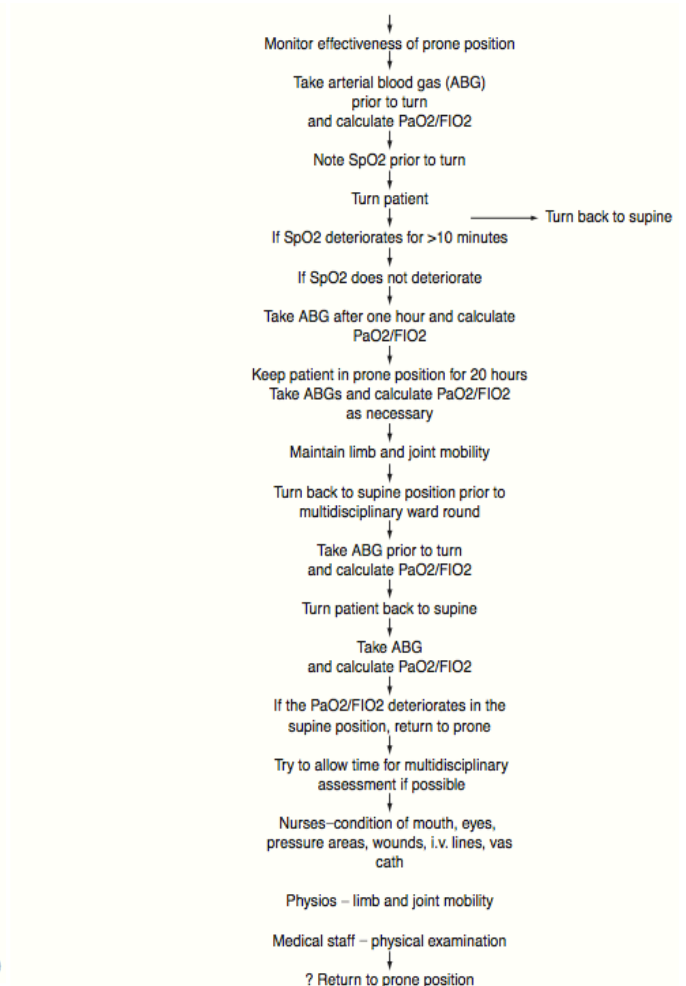 Monitor effectiveness of prone position
Take arterial blood gas (ABG)
prior to turn
and calculate PaO2/FIO2
Note SpO2 prior to turn
Turn patient
Turn back to supine
If SpO2 deteriorates for >10 minutes
If SpO2 does not deteriorate
Take ABG after one hour and calculate
PaO2/FIO2
Keep patient in prone position for 20 hours
Take ABGs and calculate PaO2/FIO2
as necessary
Maintain limb and joint mobility
Turn back to supine position prior to
multidisciplinary ward round
Take ABG prior to turn
and calculate PaO2/FIO2
Turn patient back to supine
Take ABG
and calculate PaO2/FIO2
If the PaO2/FIO2 deteriorates in the
supine position, return to prone
Try to allow time for multidisciplinary
assessment if possible
Nurses–condition of mouth, eyes,
pressure areas, wounds, i.v. lines, vas
cath
Physios – limb and joint mobility
Medical staff – physical examination
? Return to prone position